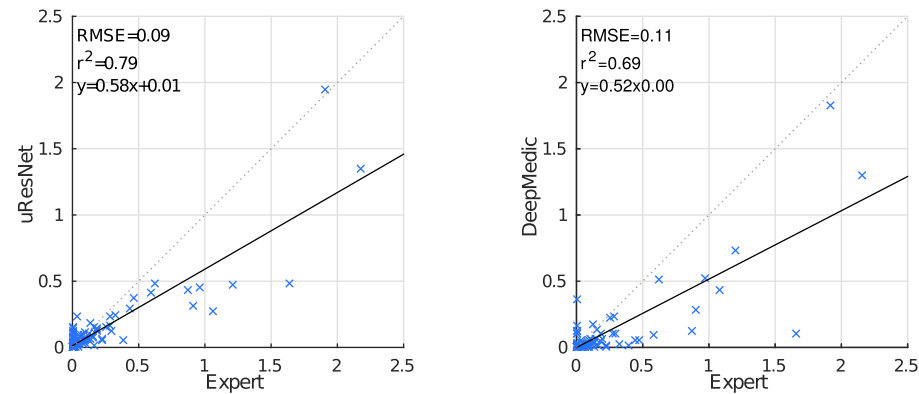 2.5
2
1.5
1
0.5
0
RMSE=0.09
r²=0.79
y=0.58x+0.01
uResNet
0 0.5 1 1.5 2 2.5
Expert
2.5
2
1.5
1
0.5
0
RMSE=0.11
r²=0.69
y=0.52x0.00
DeepMedic
0 0.5 1 1.5 2 2.5
Expert